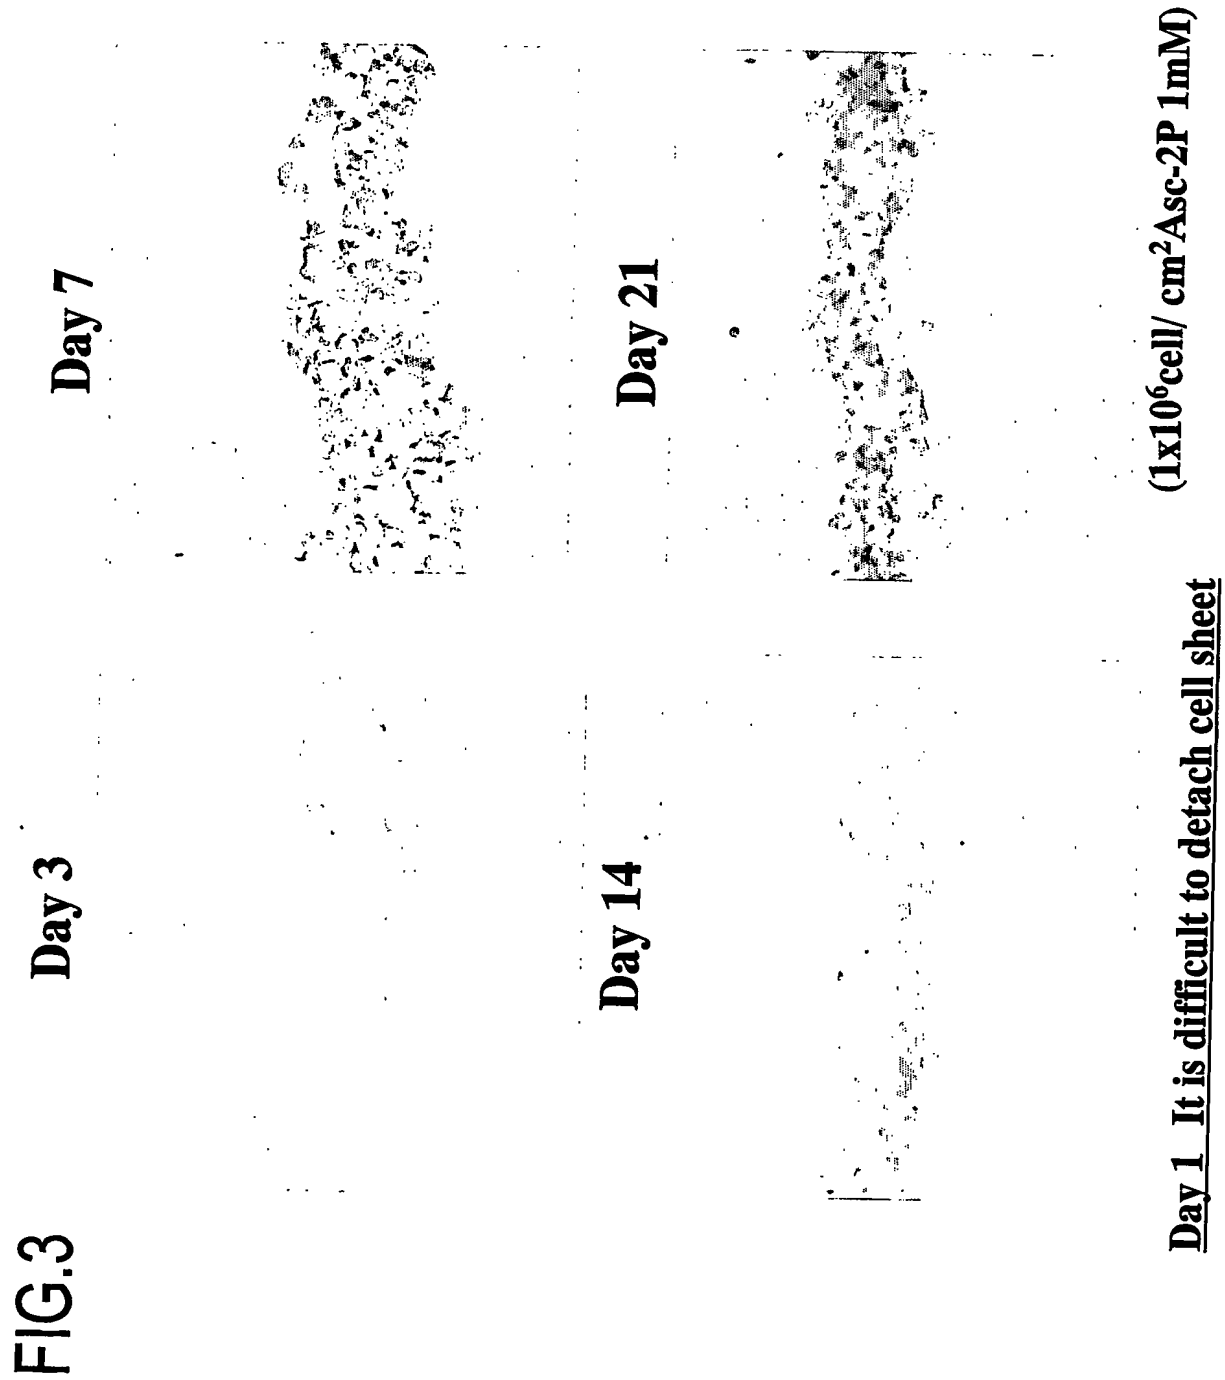 FIG.3
Day 3
Day 7
Day 14
Day 21
Day 1 It is difficult to detach cell sheet
(1x10⁶cell/ cm²Asc-2P 1mM)